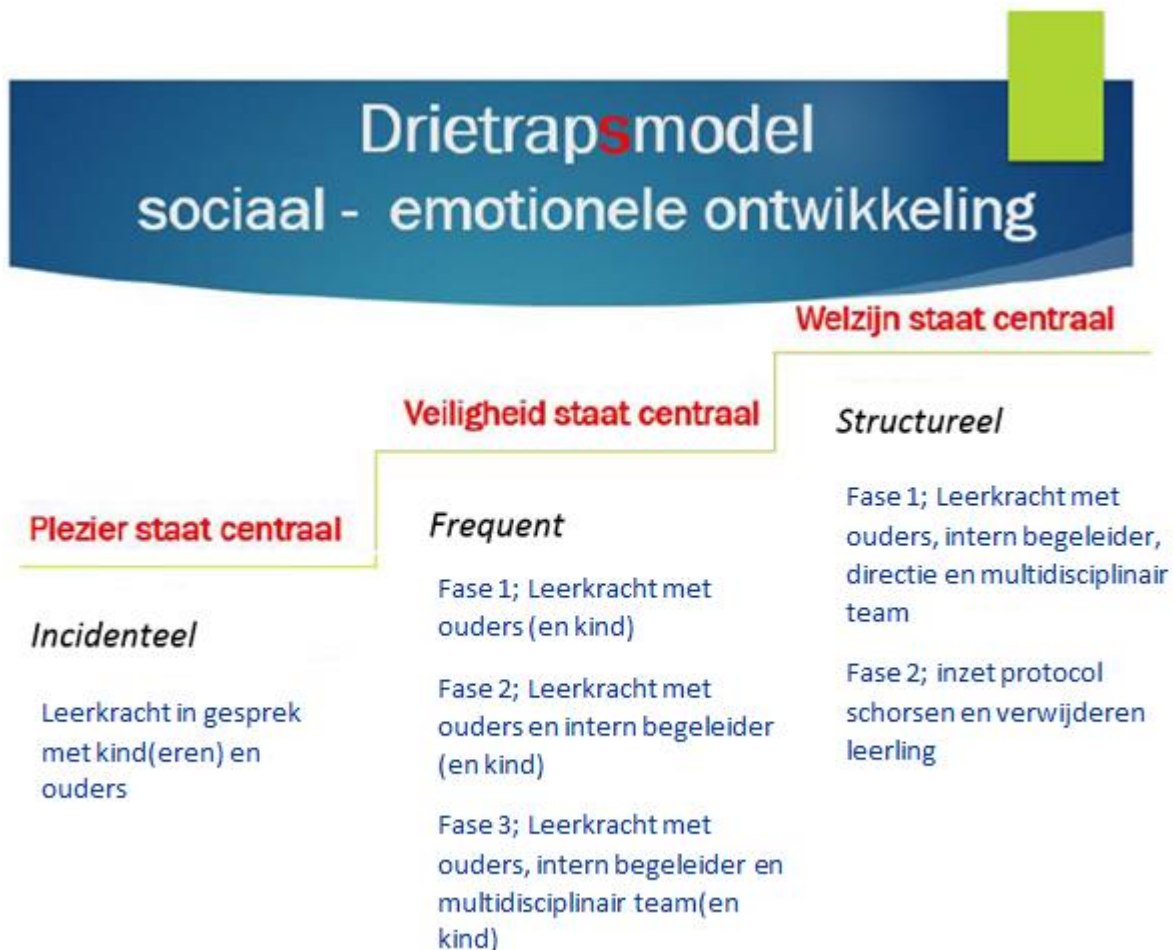 Drietrapsmodel
sociaal - emotionele ontwikkeling
Plezier staat centraal
Incidenteel
Leerkracht in gesprek
met kind(eren) en
ouders
Veiligheid staat centraal
Frequent
Fase 1; Leerkracht met
ouders (en kind)
Fase 2; Leerkracht met
ouders en intern begeleider
(en kind)
Fase 3; Leerkracht met
ouders, intern begeleider en
multidisciplinair team(en
kind)
Welzijn staat centraal
Structureel
Fase 1; Leerkracht met
ouders, intern begeleider,
directie en multidisciplinair
team
Fase 2; inzet protocol
schorsen en verwijderen
leerling